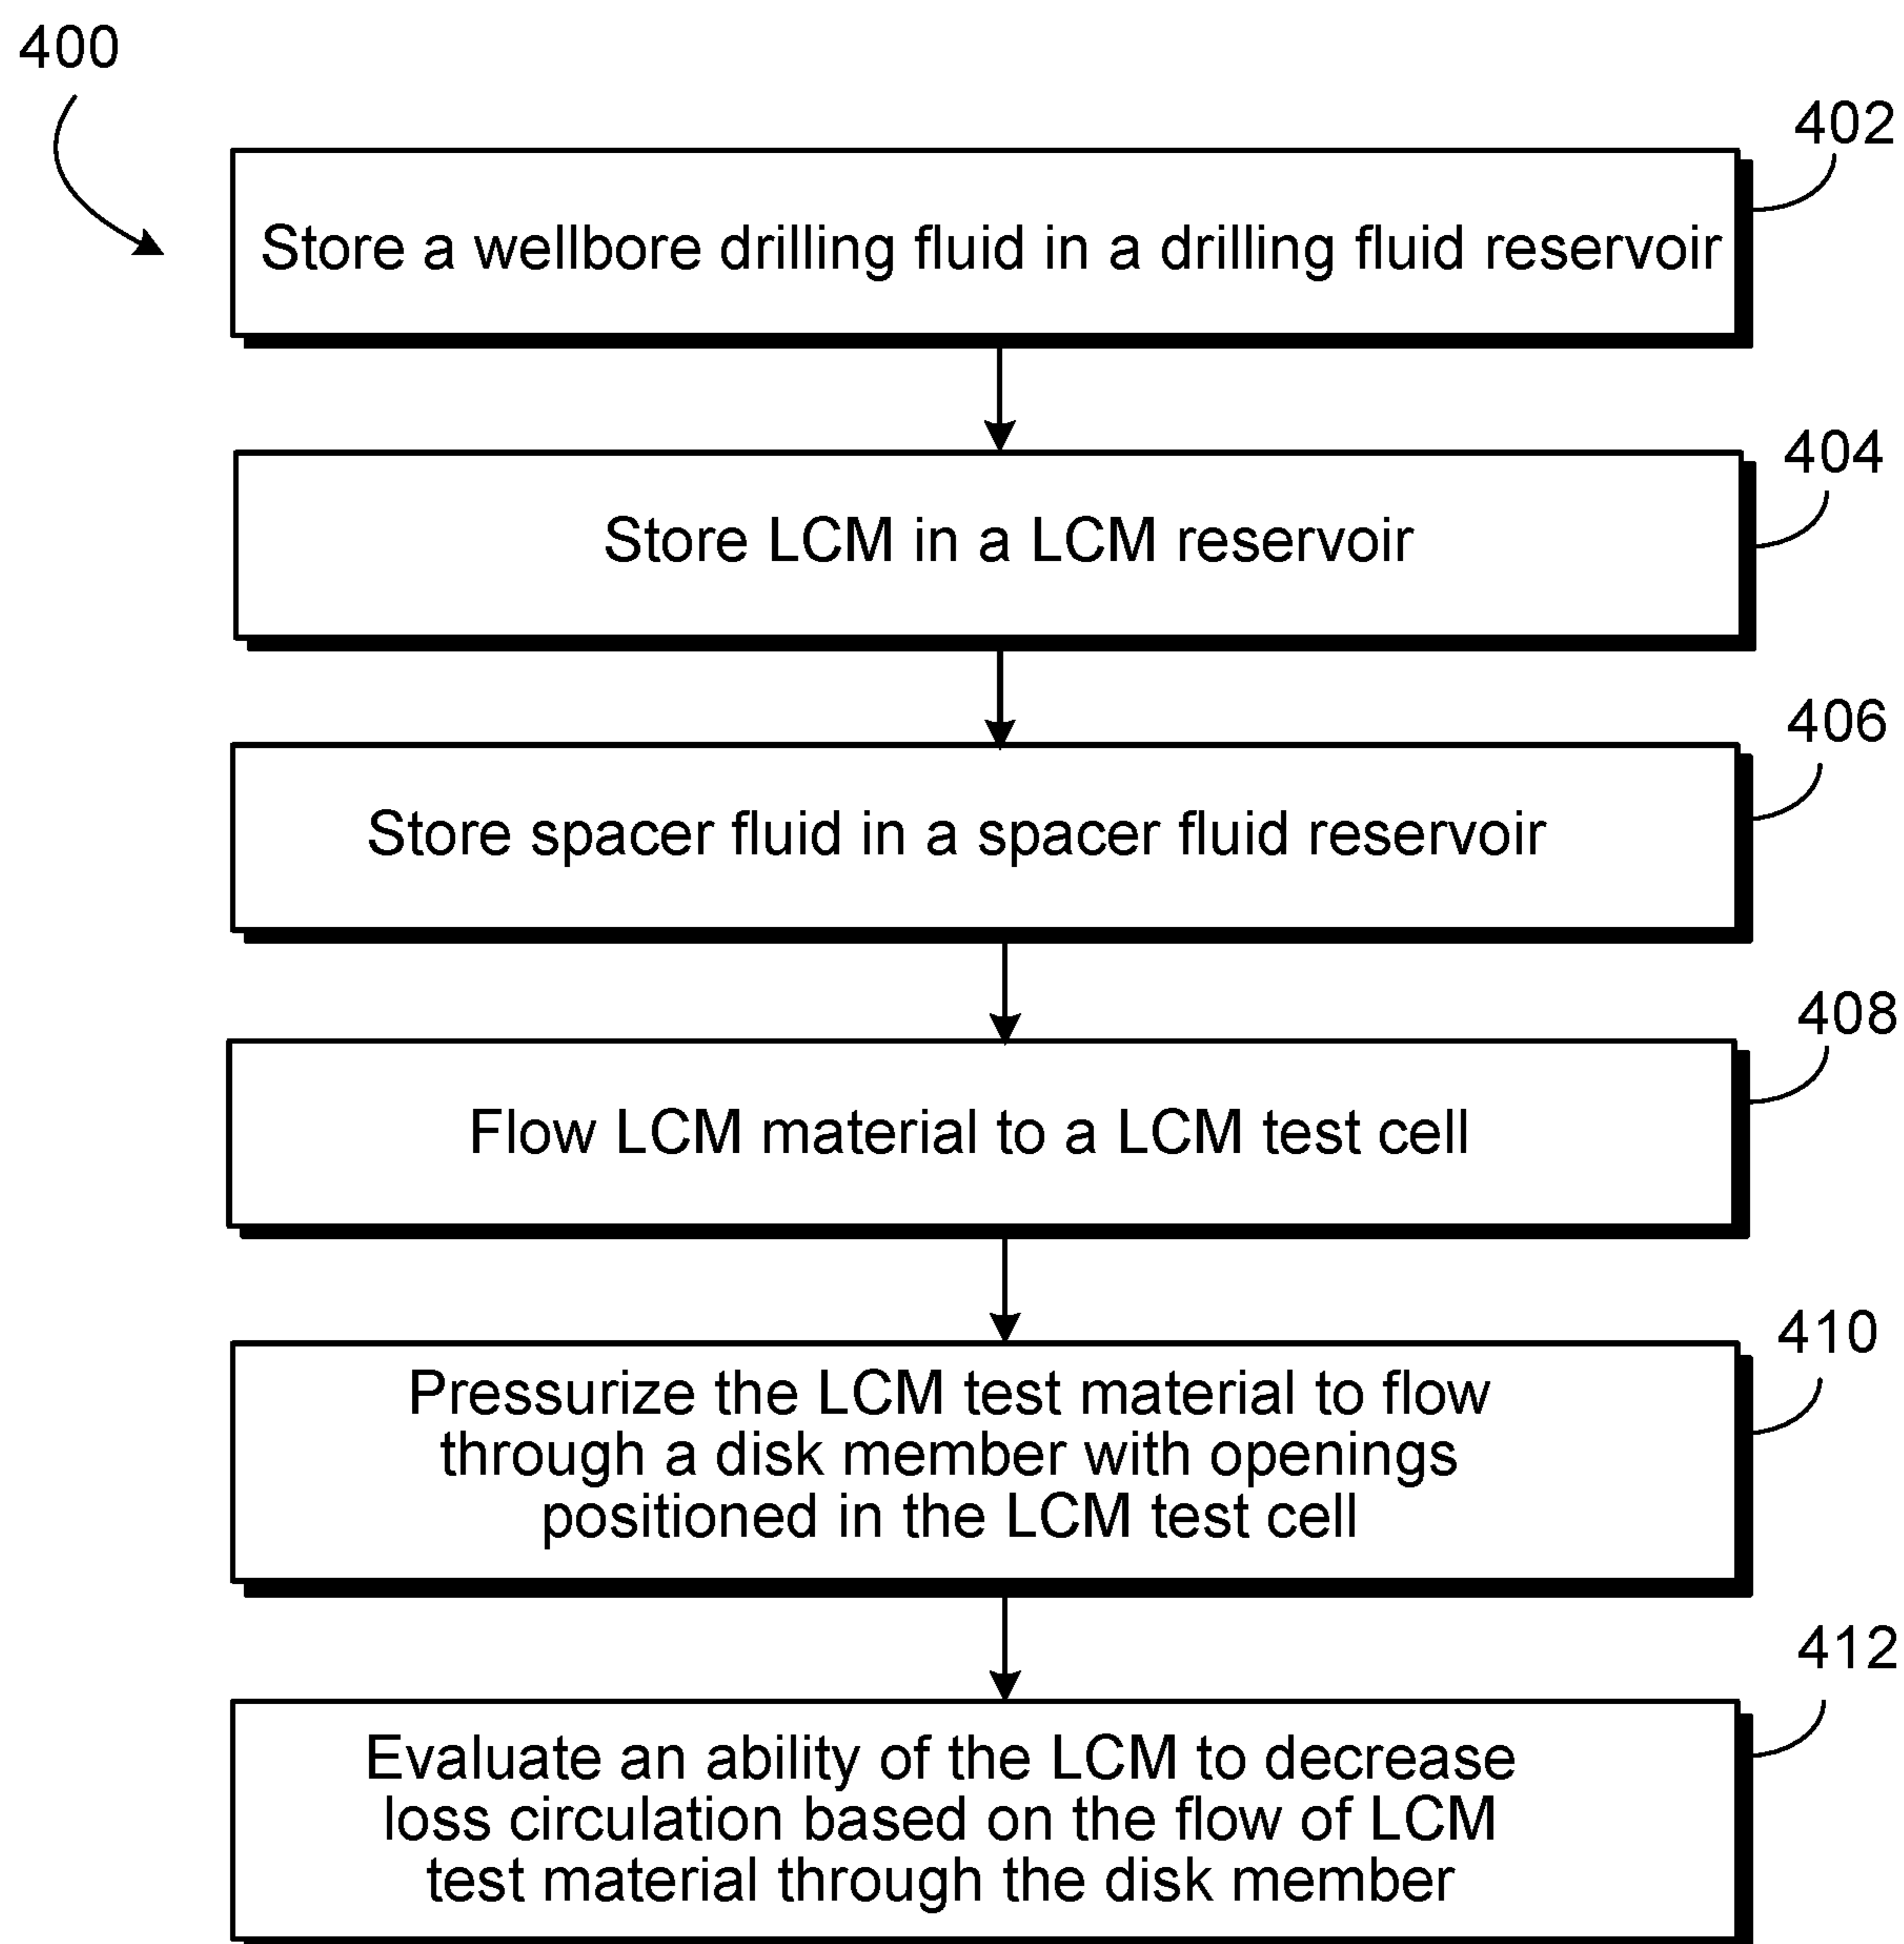 400
402
Store a wellbore drilling fluid in a drilling fluid reservoir
404
Store LCM in a LCM reservoir
406
Store spacer fluid in a spacer fluid reservoir
408
Flow LCM material to a LCM test cell
410
Pressurize the LCM test material to flow
through a disk member with openings
positioned in the LCM test cell
412
Evaluate an ability of the LCM to decrease
loss circulation based on the flow of LCM
test material through the disk member